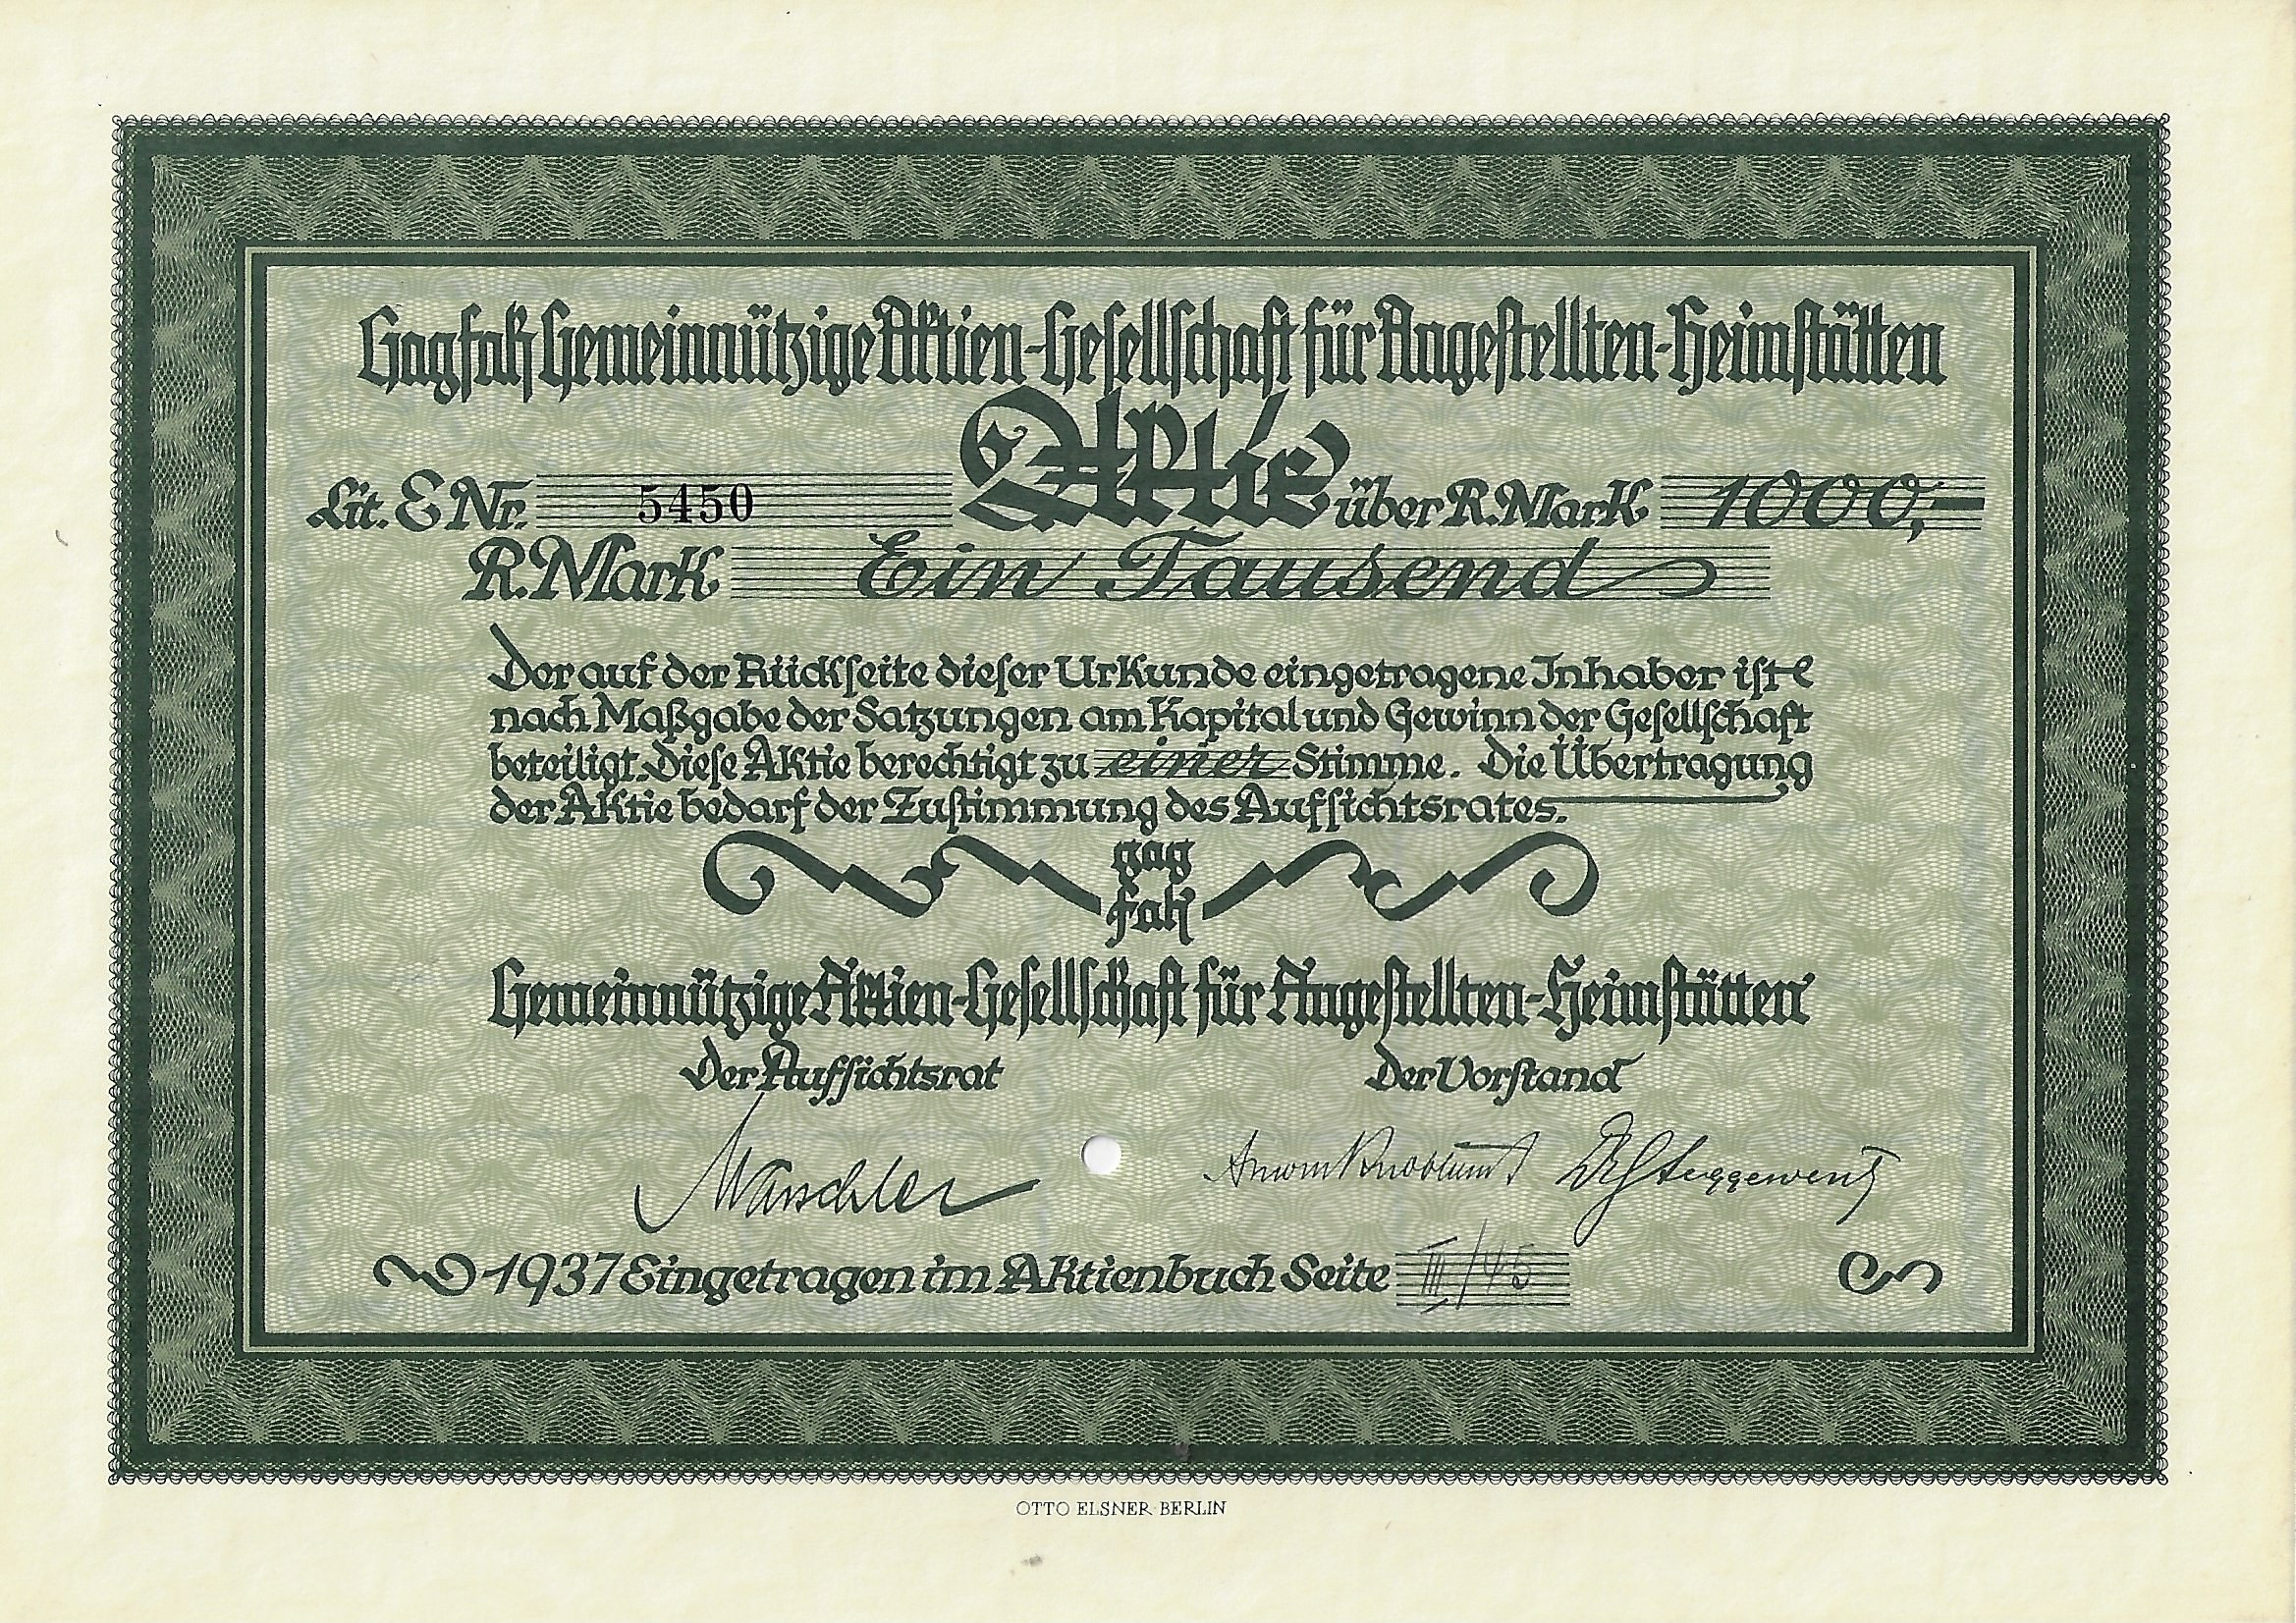 Gagfah Gemeinnützige Aktien-Gesellschaft für Angestellten-Heimstätten
Aktie
Lit. E Nr. 5450 über R. Mark 1000,-
R. Mark Ein Tausend
Der auf der Rückseite dieser Urkunde eingetragene Inhaber ist
nach Maßgabe der Satzungen am Kapital und Gewinn der Gesellschaft
beteiligt. Diese Aktie berechtigt zu einer Stimme. Die Übertragung
der Aktie bedarf der Zustimmung des Aufsichtsrates.
gag
fah
Gemeinnützige Aktien-Gesellschaft für Angestellten-Heimstätten
Der Aufsichtsrat Der Vorstand
1937 Eingetragen im Aktienbuch Seite III/45
OTTO ELSNER BERLIN